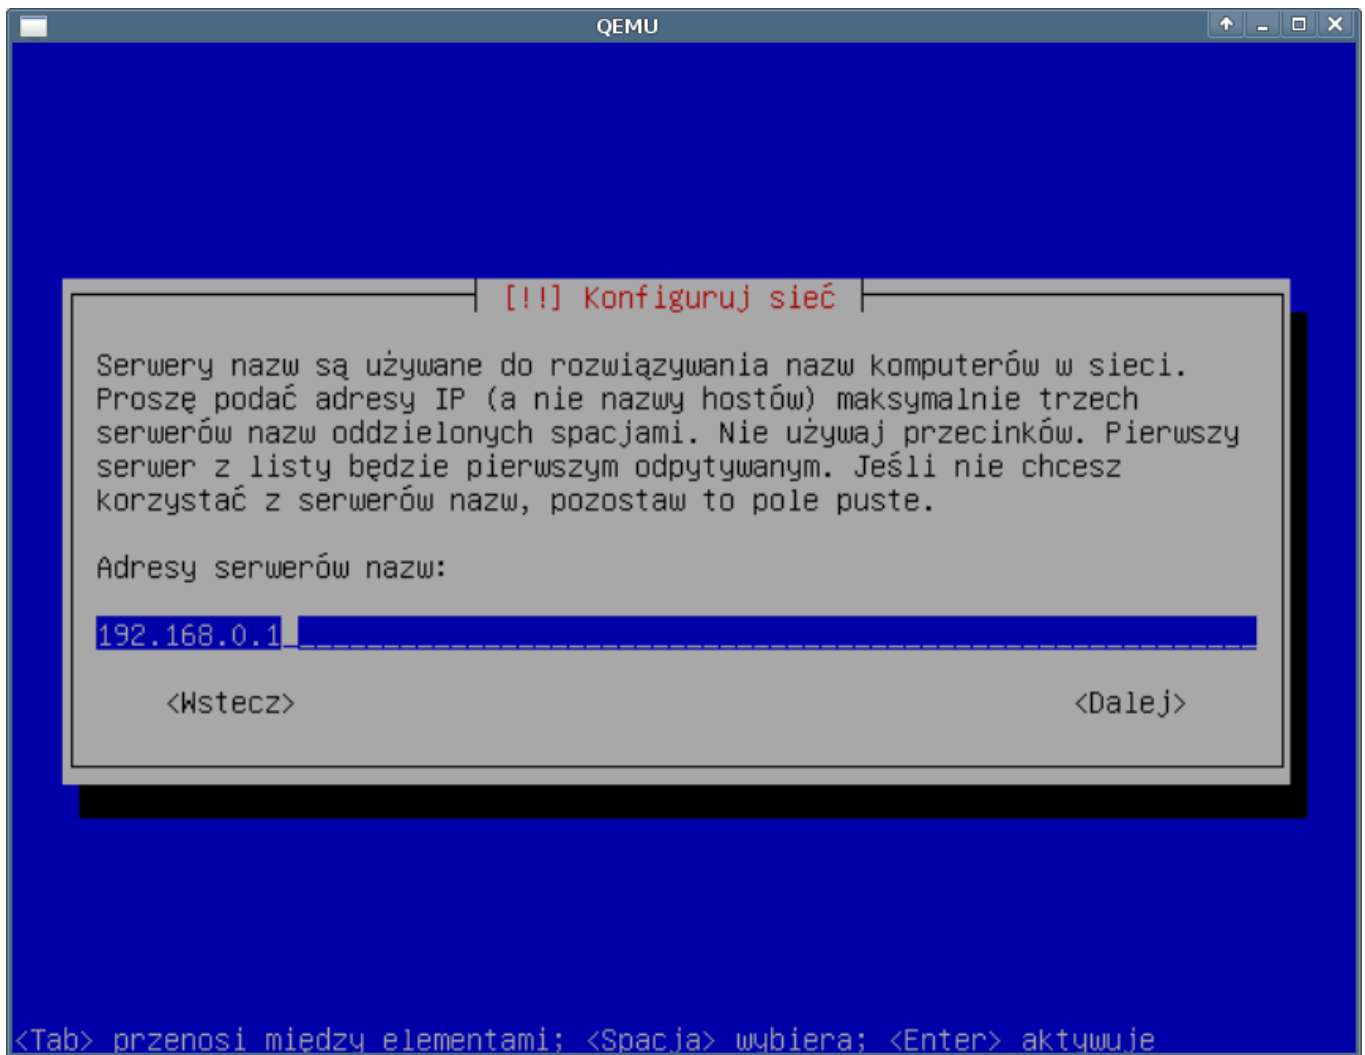 QEMU
[!!] Konfiguruj sieć
Serwery nazw są używane do rozwiązywania nazw komputerów w sieci.
Proszę podać adresy IP (a nie nazwy hostów) maksymalnie trzech
serwerów nazw oddzielonych spacjami. Nie używaj przecinków. Pierwszy
serwer z listy będzie pierwszym odpytywanym. Jeśli nie chcesz
korzystać z serwerów nazw, pozostaw to pole puste.
Adresy serwerów nazw:
192.168.0.1
<Wstecz> <Dalej>
<Tab> przenosi między elementami; <Spacja> wybiera; <Enter> aktywuje